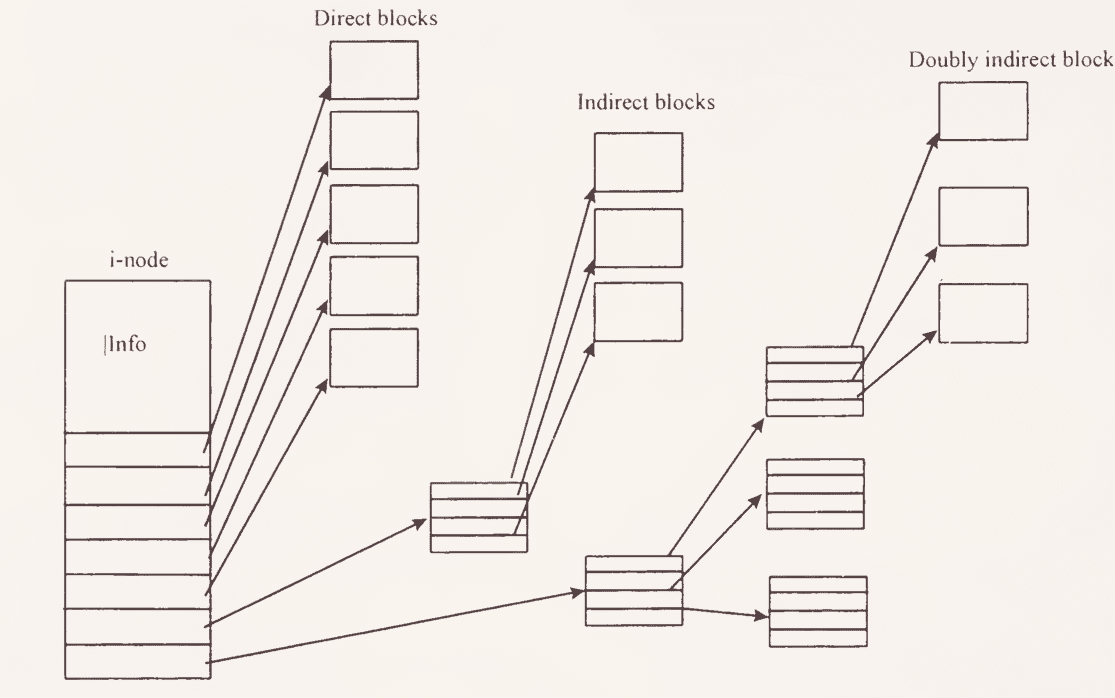 Direct blocks
Doubly indirect block
Indirect blocks
i-node
|Info